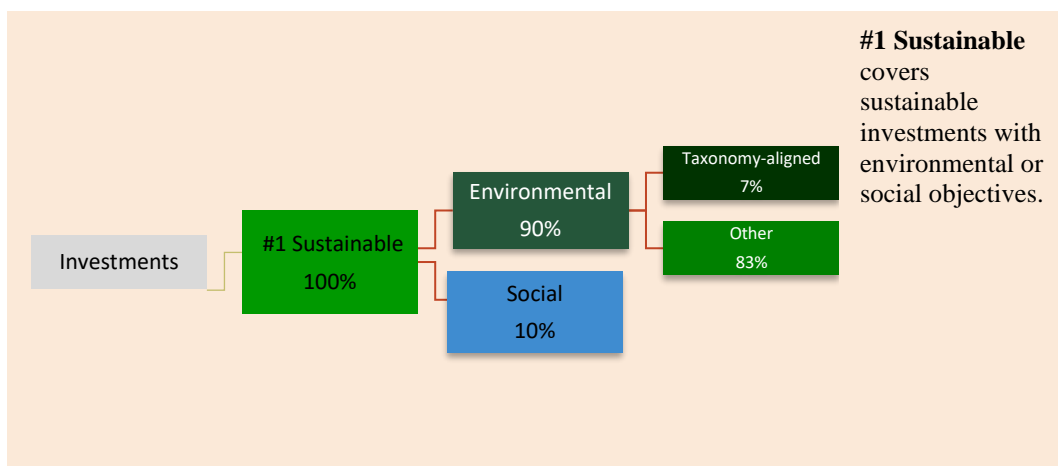 #1 Sustainable
covers
sustainable
investments with
environmental or
social objectives.
Investments
#1 Sustainable
100%
Environmental
90%
Social
10%
Taxonomy-aligned
7%
Other
83%